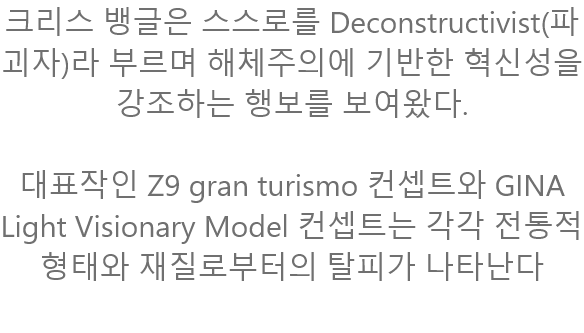 크리스 뱅글은 스스로를 Deconstructivist(파
괴자)라 부르며 해체주의에 기반한 혁신성을
강조하는 행보를 보여왔다.
대표작인 Z9 gran turismo 컨셉트와 GINA
Light Visionary Model 컨셉트는 각각 전통적
형태와 재질로부터의 탈피가 나타난다